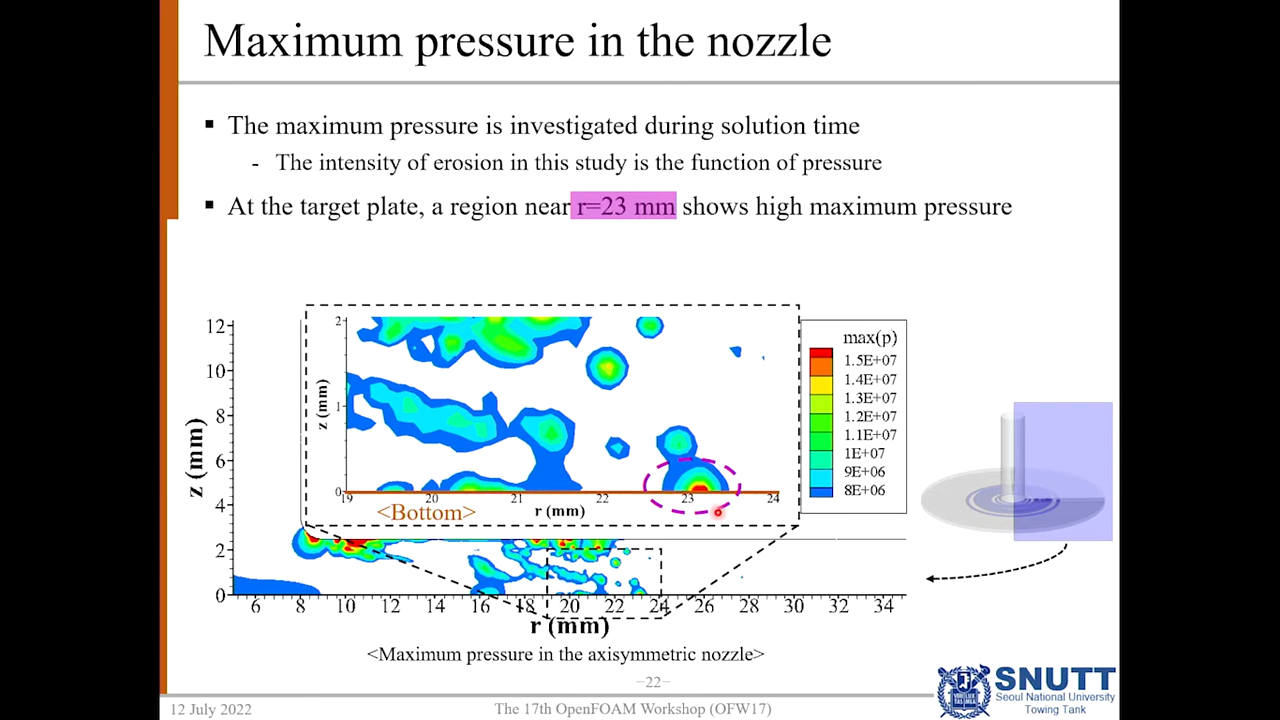 Maximum pressure in the nozzle
▪ The maximum pressure is investigated during solution time
- The intensity of erosion in this study is the function of pressure
▪ At the target plate, a region near r=23 mm shows high maximum pressure
12
10
8
6
4
2
0
z (mm)
2
1
0
z (mm)
19 20 21 22 23 24
<Bottom>
r (mm)
max(p)
1.5E+07
1.4E+07
1.3E+07
1.2E+07
1.1E+07
1E+07
9E+06
8E+06
6 8 10 12 14 16 18 20 22 24 26 28 30 32 34
r (mm)
<Maximum pressure in the axisymmetric nozzle>
−22−
12 July 2022
The 17th OpenFOAM Workshop (OFW17)
SNUTT
Seoul National University
Towing Tank